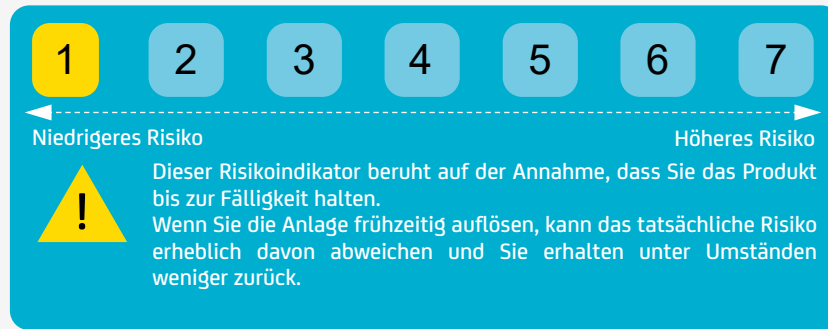 1 2 3 4 5 6 7
Niedrigeres Risiko Höheres Risiko
!
Dieser Risikoindikator beruht auf der Annahme, dass Sie das Produkt
bis zur Fälligkeit halten.
Wenn Sie die Anlage frühzeitig auflösen, kann das tatsächliche Risiko
erheblich davon abweichen und Sie erhalten unter Umständen
weniger zurück.